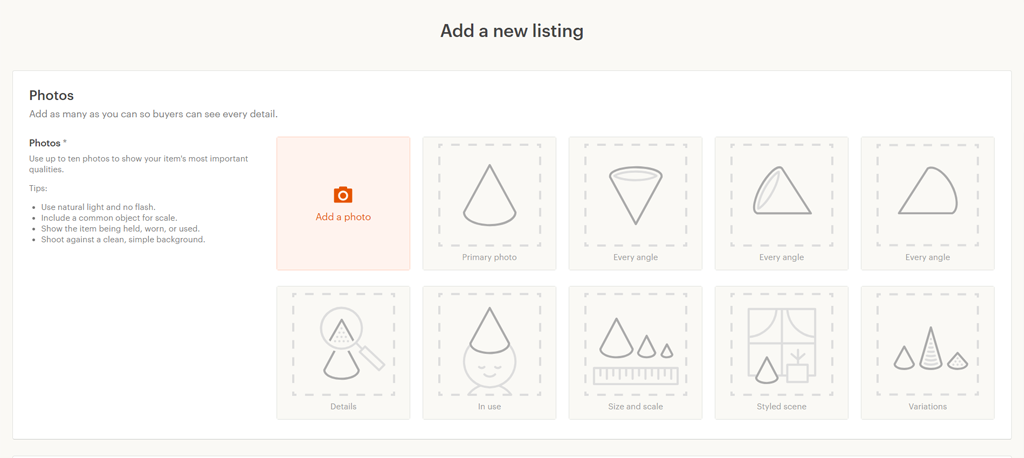 Add a new listing
Photos
Add as many as you can so buyers can see every detail.
Photos *
Use up to ten photos to show your item's most important
qualities.
Tips:
• Use natural light and no flash.
• Include a common object for scale.
• Show the item being held, worn, or used.
• Shoot against a clean, simple background.
Add a photo
Primary photo
Every angle
Every angle
Every angle
Details
In use
Size and scale
Styled scene
Variations